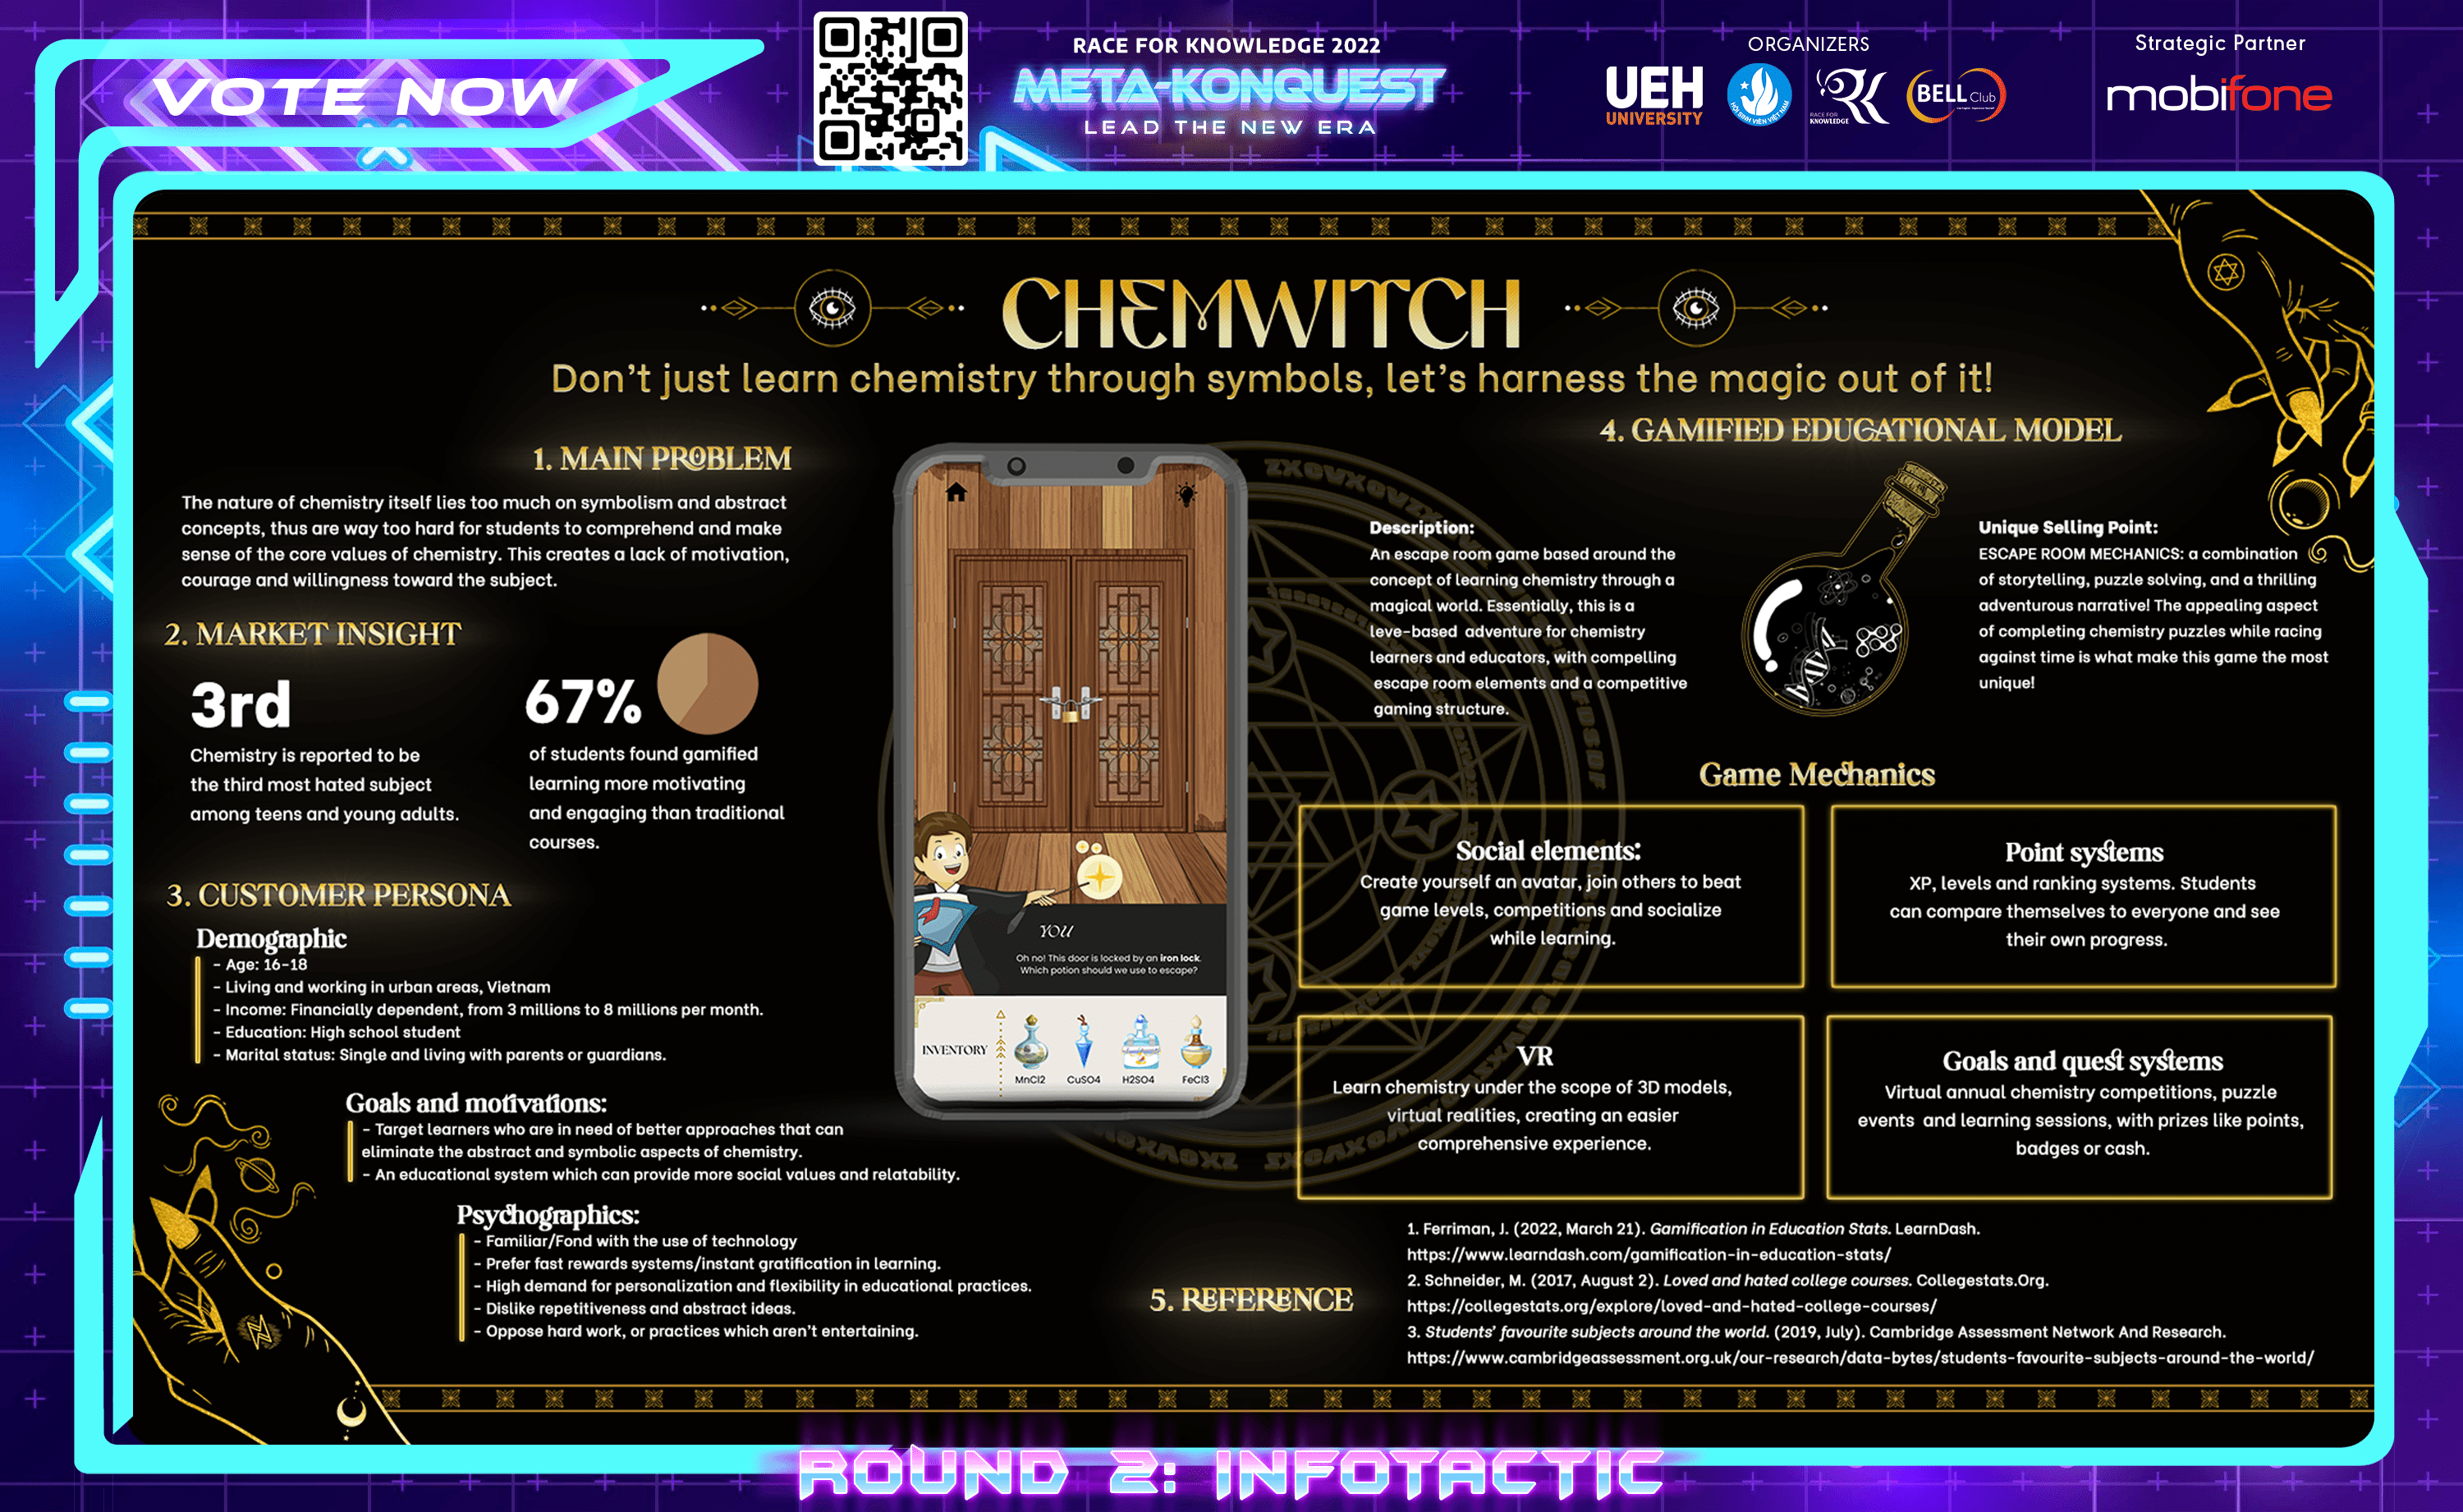 VOTE NOW
RACE FOR KNOWLEDGE 2022
META-KONQUEST
LEAD THE NEW ERA
ORGANIZERS
UEH
UNIVERSITY
HỘI SINH VIÊN VIỆT NAM
RACE FOR
KNOWLEDGE
BELL Club
Strategic Partner
mobifone
CHEMWITCH
Don't just learn chemistry through symbols, let's harness the magic out of it!
1. MAIN PROBLEM
The nature of chemistry itself lies too much on symbolism and abstract
concepts, thus are way too hard for students to comprehend and make
sense of the core values of chemistry. This creates a lack of motivation,
courage and willingness toward the subject.
2. MARKET INSIGHT
3rd
Chemistry is reported to be
the third most hated subject
among teens and young adults.
67%
of students found gamified
learning more motivating
and engaging than traditional
courses.
3. CUSTOMER PERSONA
Demographic
- Age: 16-18
- Living and working in urban areas, Vietnam
- Income: Financially dependent, from 3 millions to 8 millions per month.
- Education: High school student
- Marital status: Single and living with parents or guardians.
Goals and motivations:
- Target learners who are in need of better approaches that can
eliminate the abstract and symbolic aspects of chemistry.
- An educational system which can provide more social values and relatability.
Psychographics:
- Familiar/Fond with the use of technology
- Prefer fast rewards systems/instant gratification in learning.
- High demand for personalization and flexibility in educational practices.
- Dislike repetitiveness and abstract ideas.
- Oppose hard work, or practices which aren't entertaining.
YOU
Oh no! This door is locked by an iron lock.
Which potion should we use to escape?
INVENTORY
MnCl2 CuSO4 H2SO4 FeCl3
4. GAMIFIED EDUCATIONAL MODEL
Description:
An escape room game based around the
concept of learning chemistry through a
magical world. Essentially, this is a
leve-based adventure for chemistry
learners and educators, with compelling
escape room elements and a competitive
gaming structure.
Unique Selling Point:
ESCAPE ROOM MECHANICS: a combination
of storytelling, puzzle solving, and a thrilling
adventurous narrative! The appealing aspect
of completing chemistry puzzles while racing
against time is what make this game the most
unique!
Game Mechanics
Social elements:
Create yourself an avatar, join others to beat
game levels, competitions and socialize
while learning.
Point systems
XP, levels and ranking systems. Students
can compare themselves to everyone and see
their own progress.
VR
Learn chemistry under the scope of 3D models,
virtual realities, creating an easier
comprehensive experience.
Goals and quest systems
Virtual annual chemistry competitions, puzzle
events and learning sessions, with prizes like points,
badges or cash.
5. REFERENCE
1. Ferriman, J. (2022, March 21). Gamification in Education Stats. LearnDash.
https://www.learndash.com/gamification-in-education-stats/
2. Schneider, M. (2017, August 2). Loved and hated college courses. Collegestats.Org.
https://collegestats.org/explore/loved-and-hated-college-courses/
3. Students' favourite subjects around the world. (2019, July). Cambridge Assessment Network And Research.
https://www.cambridgeassessment.org.uk/our-research/data-bytes/students-favourite-subjects-around-the-world/
ROUND 2: INFOTACTIC